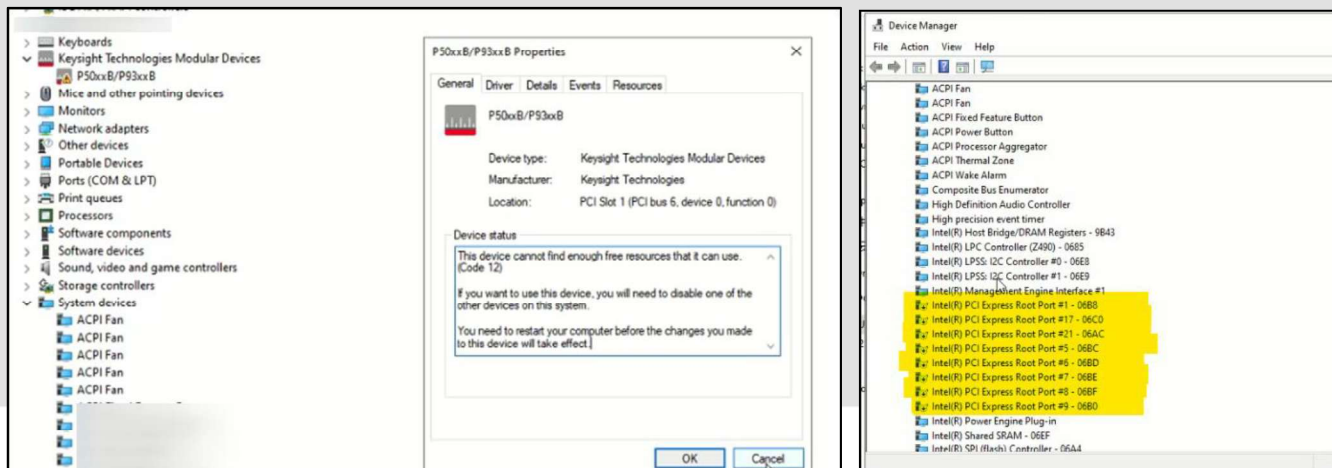 Keyboards
Keysight Technologies Modular Devices
P50xxB/P93xxB
Mice and other pointing devices
Monitors
Network adapters
Other devices
Portable Devices
Ports (COM & LPT)
Print queues
Processors
Software components
Software devices
Sound, video and game controllers
Storage controllers
System devices
ACPI Fan
ACPI Fan
ACPI Fan
ACPI Fan
ACPI Fan
P50xxB/P93xxB Properties
General Driver Details Events Resources
P50xxB/P93xxB
Device type: Keysight Technologies Modular Devices
Manufacturer: Keysight Technologies
Location: PCI Slot 1 (PCI bus 6, device 0, function 0)
Device status
This device cannot find enough free resources that it can use.
(Code 12)
If you want to use this device, you will need to disable one of the
other devices on this system.
You need to restart your computer before the changes you made
to this device will take effect.
OK Cancel
Device Manager
File Action View Help
ACPI Fan
ACPI Fan
ACPI Fixed Feature Button
ACPI Power Button
ACPI Processor Aggregator
ACPI Thermal Zone
ACPI Wake Alarm
Composite Bus Enumerator
High Definition Audio Controller
High precision event timer
Intel(R) Host Bridge/DRAM Registers - 9B43
Intel(R) LPC Controller (Z490) - 0685
Intel(R) LPSS: I2C Controller #0 - 06E8
Intel(R) LPSS: I2C Controller #1 - 06E9
Intel(R) Management Engine Interface #1
Intel(R) PCI Express Root Port #1 - 06B8
Intel(R) PCI Express Root Port #17 - 06C0
Intel(R) PCI Express Root Port #21 - 06AC
Intel(R) PCI Express Root Port #5 - 06BC
Intel(R) PCI Express Root Port #6 - 06BD
Intel(R) PCI Express Root Port #7 - 06BE
Intel(R) PCI Express Root Port #8 - 06BF
Intel(R) PCI Express Root Port #9 - 06B0
Intel(R) Power Engine Plug-in
Intel(R) Shared SRAM - 06EF
Intel(R) SPI (flash) Controller - 06A4